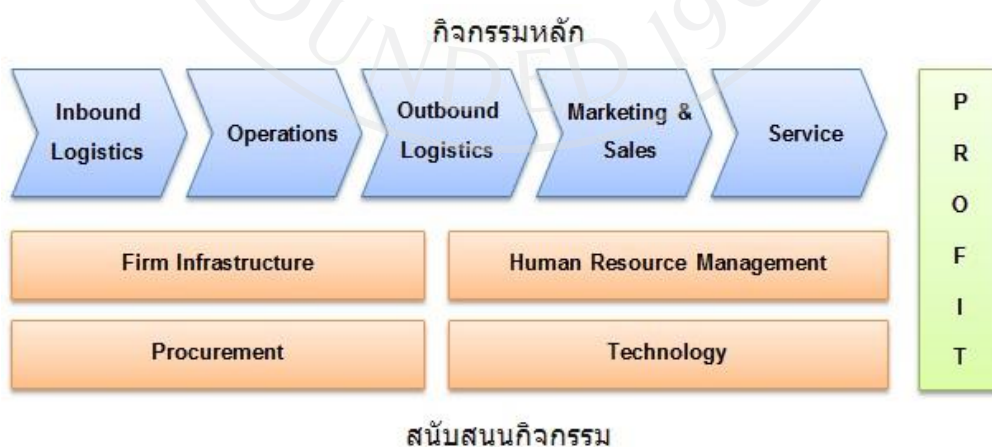 กิจกรรมหลัก
Inbound
Logistics
Operations
Outbound
Logistics
Marketing &
Sales
Service
P
R
O
F
I
T
Firm Infrastructure
Human Resource Management
Procurement
Technology
สนับสนุนกิจกรรม